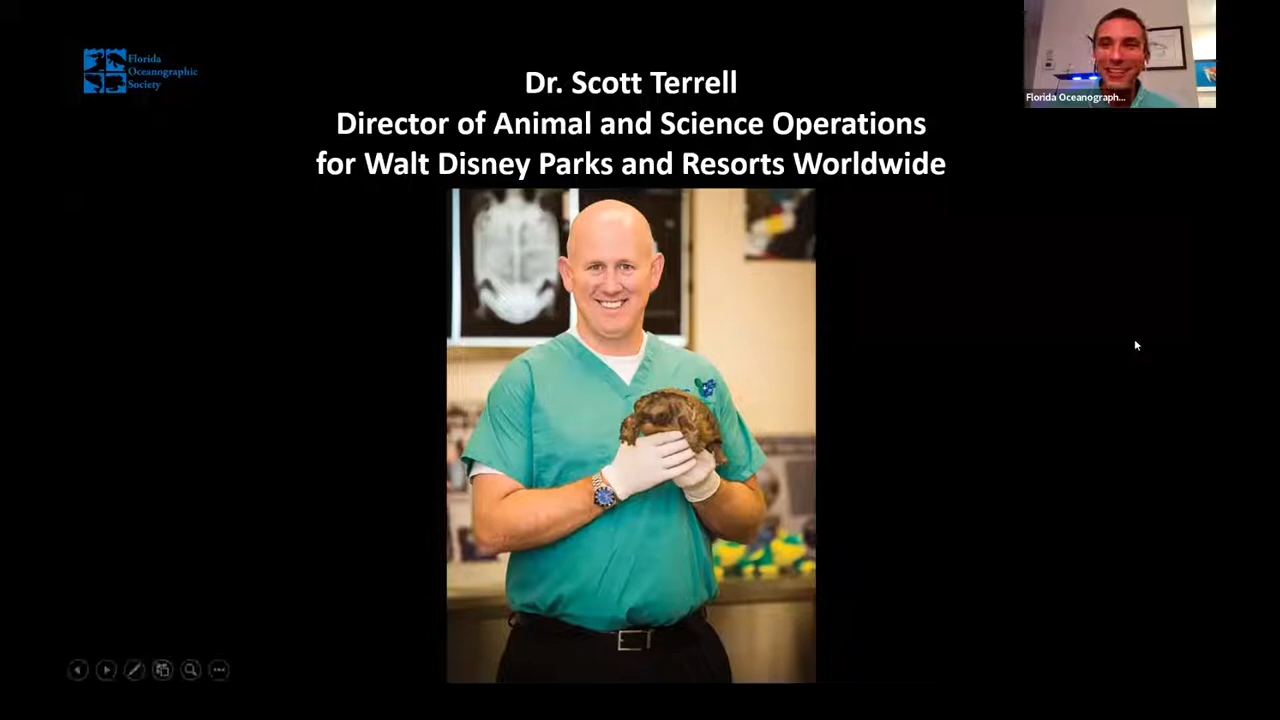 Florida
Oceanographic
Society
Dr. Scott Terrell
Director of Animal and Science Operations
for Walt Disney Parks and Resorts Worldwide
Florida Oceanograph...